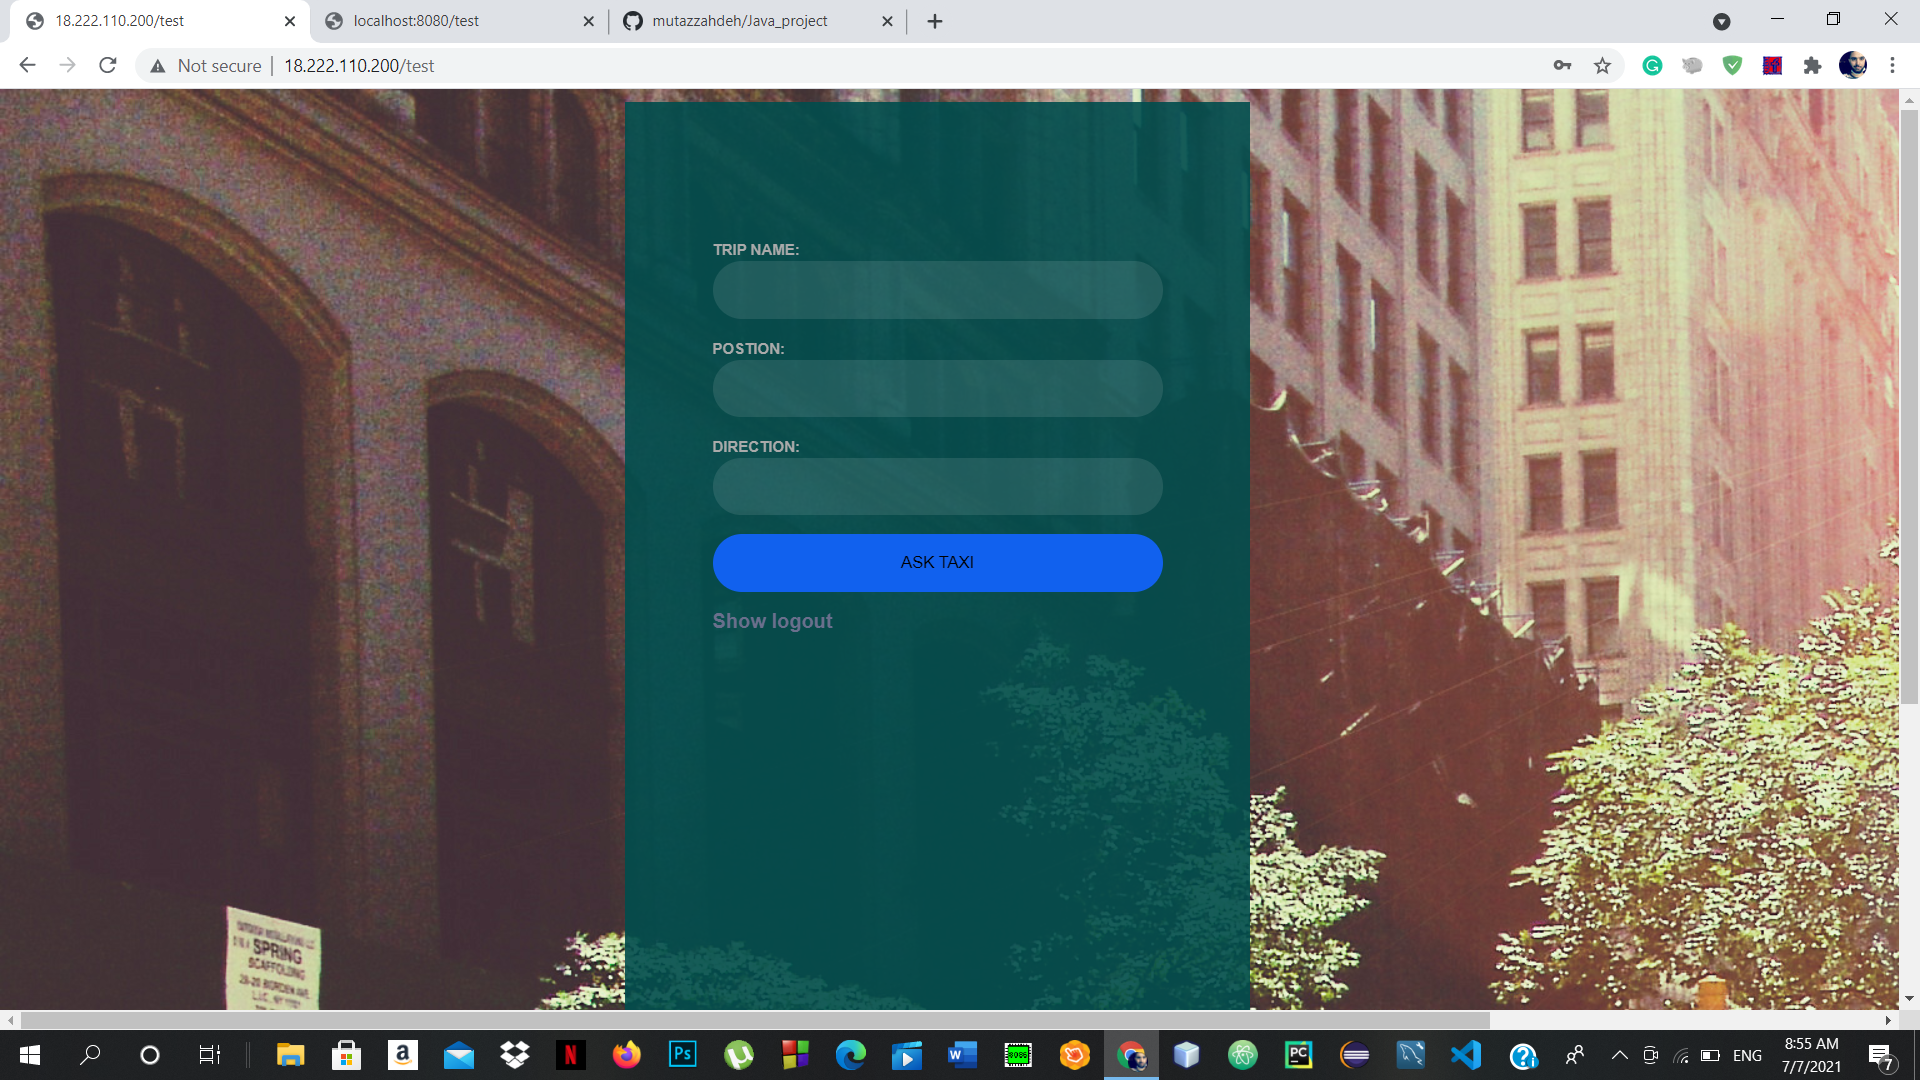 18.222.110.200/test
localhost:8080/test
mutazzahdeh/Java_project
Not secure
18.222.110.200/test
TRIP NAME:
POSTION:
DIRECTION:
ASK TAXI
Show logout
SPRING
SCAFFOLDING
ENG
8:55 AM
7/7/2021
7